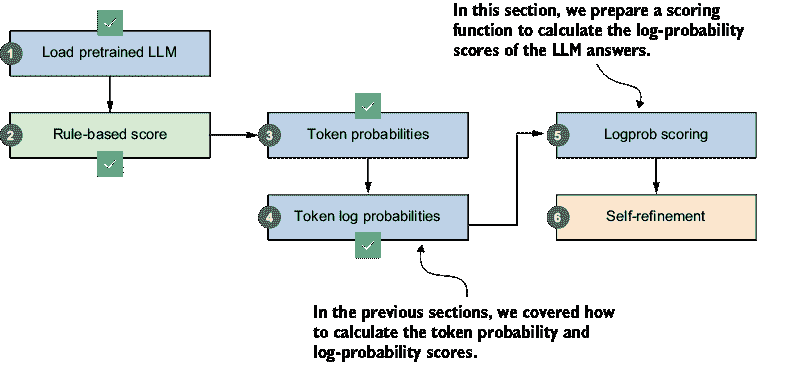 In this section, we prepare a scoring
function to calculate the log-probability
scores of the LLM answers.
1 Load pretrained LLM
2 Rule-based score
3 Token probabilities
4 Token log probabilities
5 Logprob scoring
6 Self-refinement
In the previous sections, we covered how
to calculate the token probability and
log-probability scores.